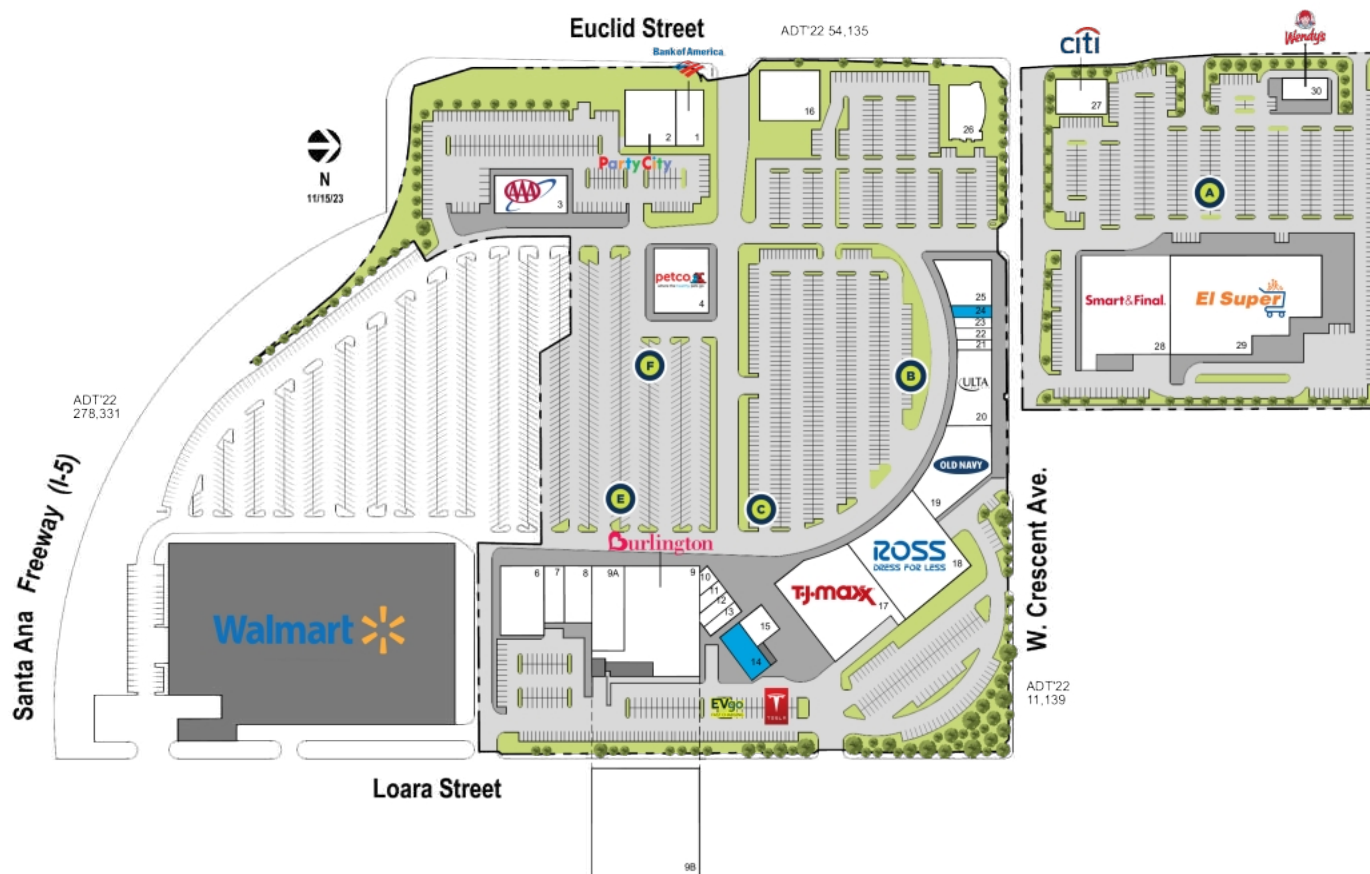 Euclid Street
ADT'22 54,135
Bank of America
citi
Wendy's
27
30
16
26
2
1
Party City
N
11/15/23
AAA
3
A
petco
4
25
24
23
22
21
Smart&Final.
28
El Super
29
F
B
ULTA
20
ADT'22
278,331
OLD NAVY
19
E
C
Burlington
Santa Ana Freeway (I-5)
W. Crescent Ave.
6
7
8
9A
9
10
11
12
13
ROSS
DRESS FOR LESS
18
T.J.maxx
17
Walmart
15
14
EVgo
TESLA
ADT'22
11,139
Loara Street
9B